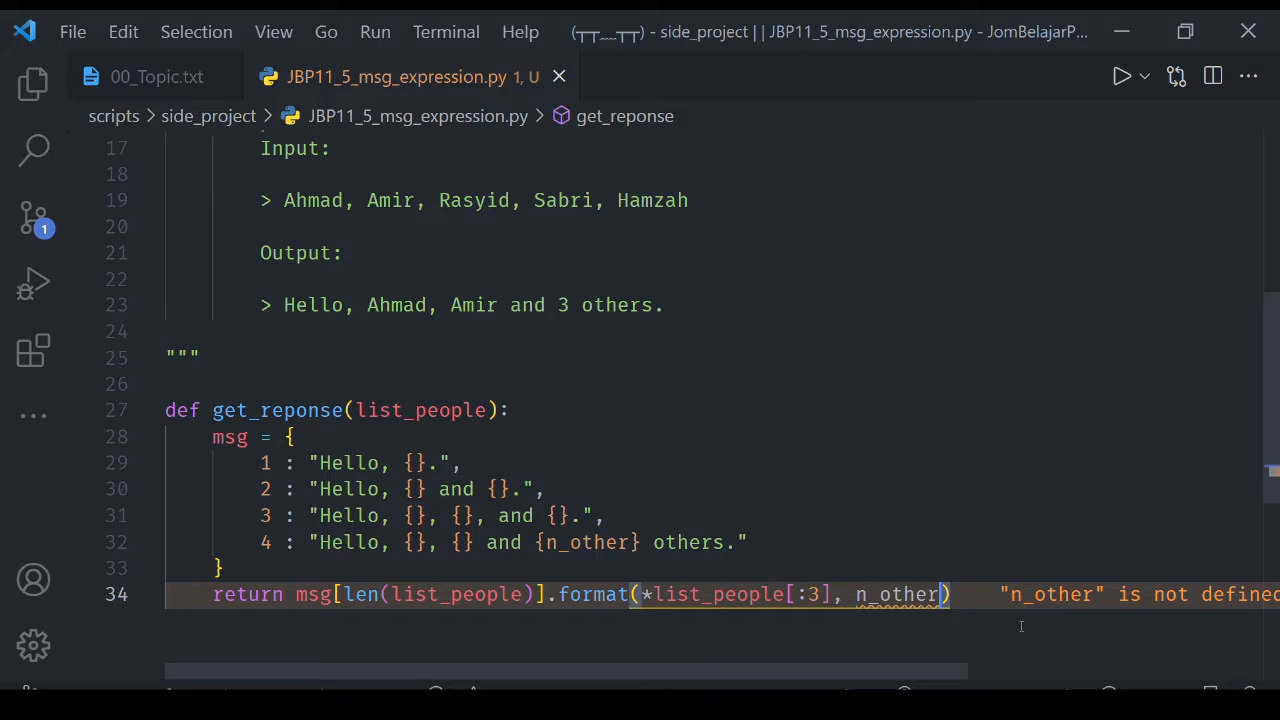 File Edit Selection View Go Run Terminal Help (┬┬﹏┬┬) - side_project || JBP11_5_msg_expression.py - JomBelajarP...
00_Topic.txt JBP11_5_msg_expression.py 1, U
scripts > side_project > JBP11_5_msg_expression.py > get_reponse
17 Input:
18
19 > Ahmad, Amir, Rasyid, Sabri, Hamzah
20
21 Output:
22
23 > Hello, Ahmad, Amir and 3 others.
24
25 """
26
27 def get_reponse(list_people):
28 msg = {
29 1 : "Hello, {}.",
30 2 : "Hello, {} and {}.",
31 3 : "Hello, {}, {}, and {}.",
32 4 : "Hello, {}, {} and {n_other} others."
33 }
34 return msg[len(list_people)].format(*list_people[:3], n_other) "n_other" is not defined
1